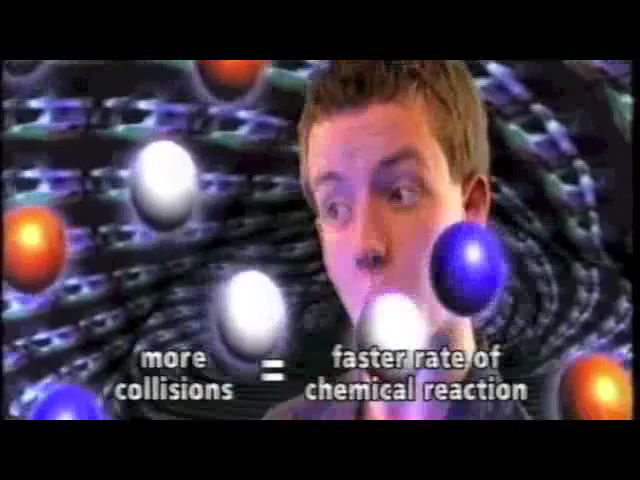 more
collisions
=
faster rate of
chemical reaction